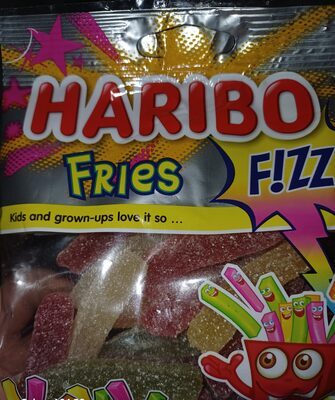 HARIBO
FRIES
F!ZZ
Kids and grown-ups love it so ...